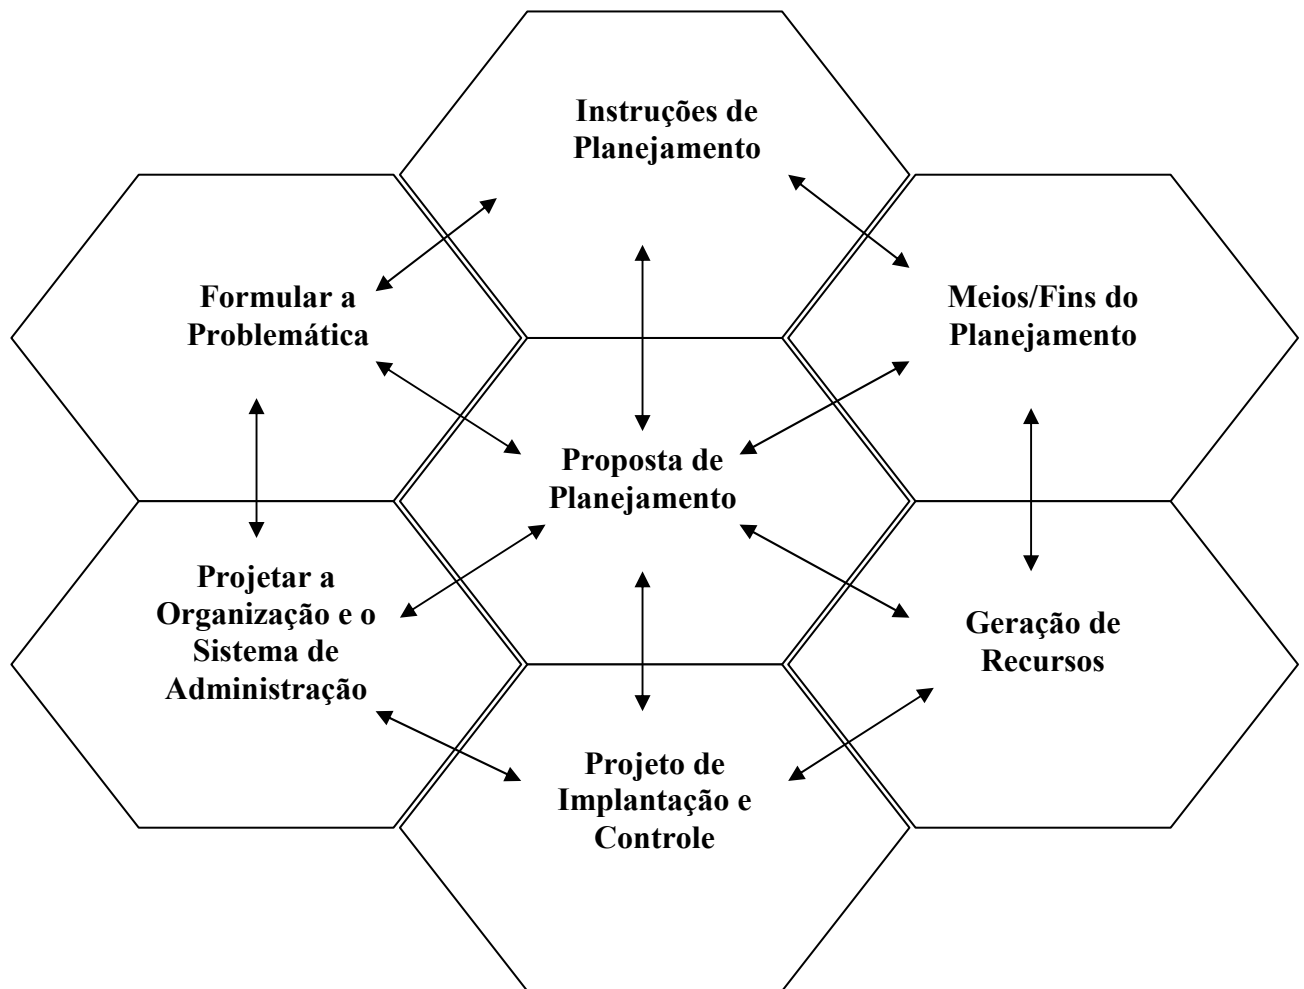 Instruções de
Planejamento
Formular a
Problemática
Meios/Fins do
Planejamento
Proposta de
Planejamento
Projetar a
Organização e o
Sistema de
Administração
Geração de
Recursos
Projeto de
Implantação e
Controle